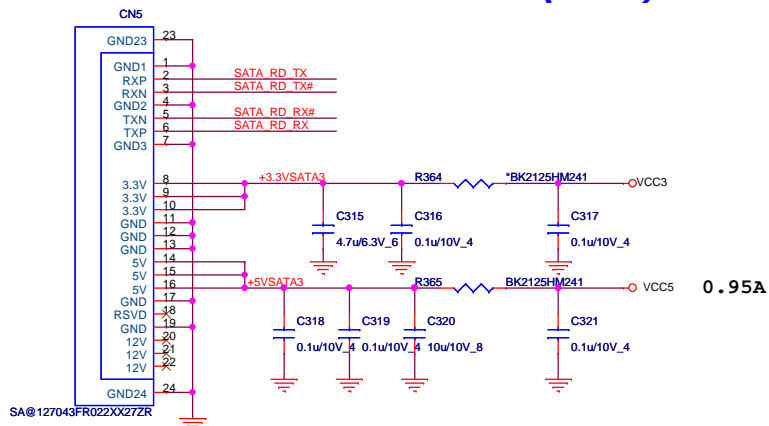 CN5
GND23 23
GND1 1
RXP 2 SATA_RD_TX
RXN 3 SATA_RD_TX#
GND2 4
TXN 5 SATA_RD_RX#
TXP 6 SATA_RD_RX
GND3 7
3.3V 8 +3.3VSATA3 R364 *BK2125HM241 VCC3
3.3V 9
3.3V 10
GND 11
GND 12
GND 13
C315 C316 C317
4.7u/6.3V_6 0.1u/10V_4 0.1u/10V_4
5V 14
5V 15
5V 16 +5VSATA3 R365 BK2125HM241 VCC5 0.95A
GND 17
RSVD 18
GND 19
12V 20
12V 21
12V 22
C318 C319 C320 C321
0.1u/10V_4 0.1u/10V_4 10u/10V_8 0.1u/10V_4
GND24 24
SA@127043FR022XX27ZR